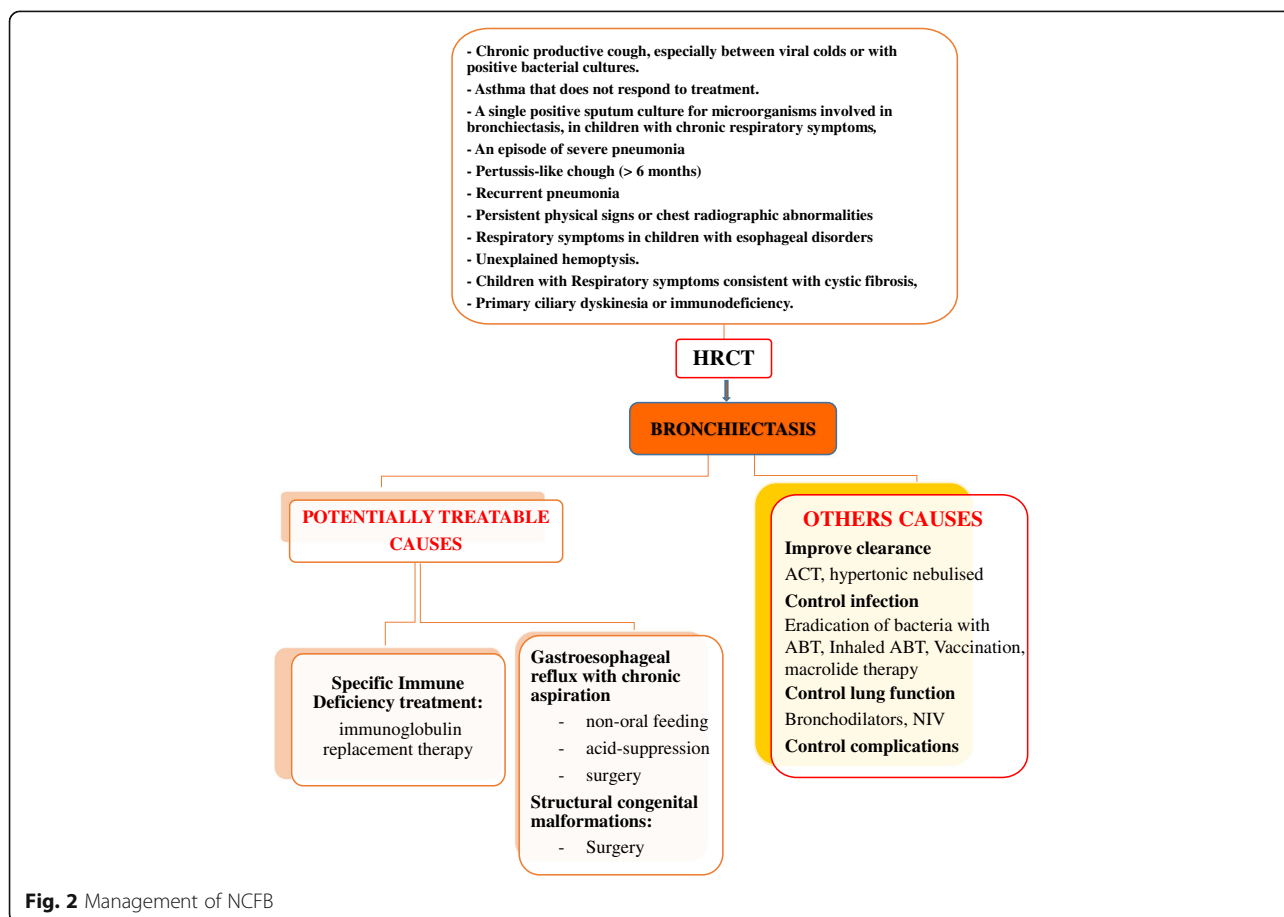 - Chronic productive cough, especially between viral colds or with
positive bacterial cultures.
- Asthma that does not respond to treatment.
- A single positive sputum culture for microorganisms involved in
bronchiectasis, in children with chronic respiratory symptoms,
- An episode of severe pneumonia
- Pertussis-like chough (> 6 months)
- Recurrent pneumonia
- Persistent physical signs or chest radiographic abnormalities
- Respiratory symptoms in children with esophageal disorders
- Unexplained hemoptysis.
- Children with Respiratory symptoms consistent with cystic fibrosis,
- Primary ciliary dyskinesia or immunodeficiency.
HRCT
BRONCHIECTASIS
POTENTIALLY TREATABLE
CAUSES
Specific Immune
Deficiency treatment:
immunoglobulin
replacement therapy
Gastroesophageal
reflux with chronic
aspiration
- non-oral feeding
- acid-suppression
- surgery
Structural congenital
malformations:
- Surgery
OTHERS CAUSES
Improve clearance
ACT, hypertonic nebulised
Control infection
Eradication of bacteria with
ABT, Inhaled ABT, Vaccination,
macrolide therapy
Control lung function
Bronchodilators, NIV
Control complications
Fig. 2 Management of NCFB